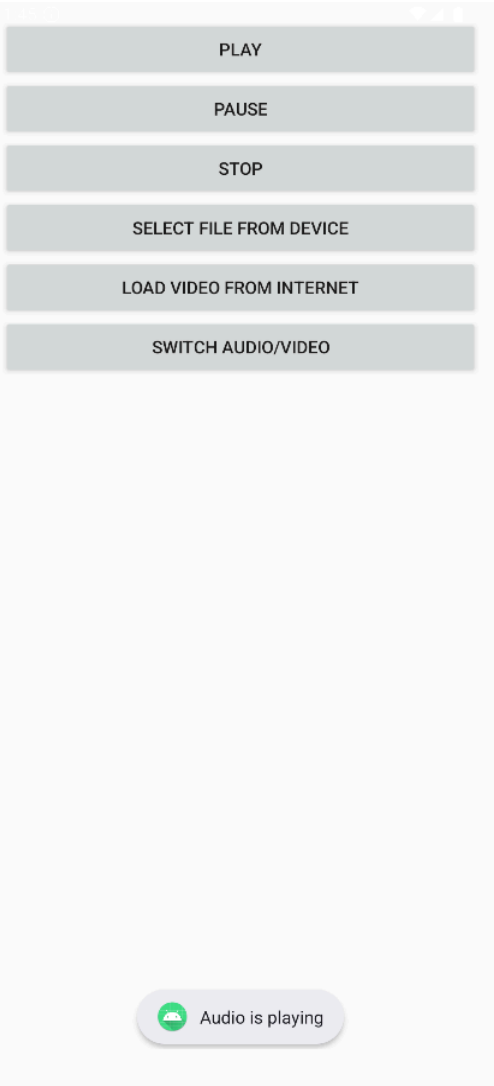 PLAY
PAUSE
STOP
SELECT FILE FROM DEVICE
LOAD VIDEO FROM INTERNET
SWITCH AUDIO/VIDEO
Audio is playing